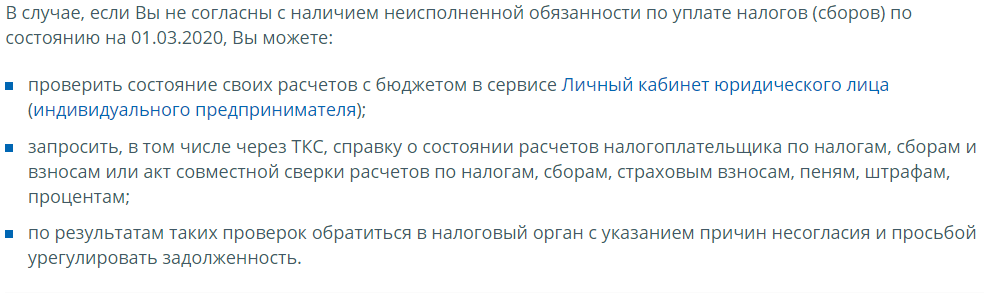 В случае, если Вы не согласны с наличием неисполненной обязанности по уплате налогов (сборов) по
состоянию на 01.03.2020, Вы можете:
проверить состояние своих расчетов с бюджетом в сервисе Личный кабинет юридического лица
(индивидуального предпринимателя);
запросить, в том числе через ТКС, справку о состоянии расчетов налогоплательщика по налогам, сборам и
взносам или акт совместной сверки расчетов по налогам, сборам, страховым взносам, пеням, штрафам,
процентам;
по результатам таких проверок обратиться в налоговый орган с указанием причин несогласия и просьбой
урегулировать задолженность.